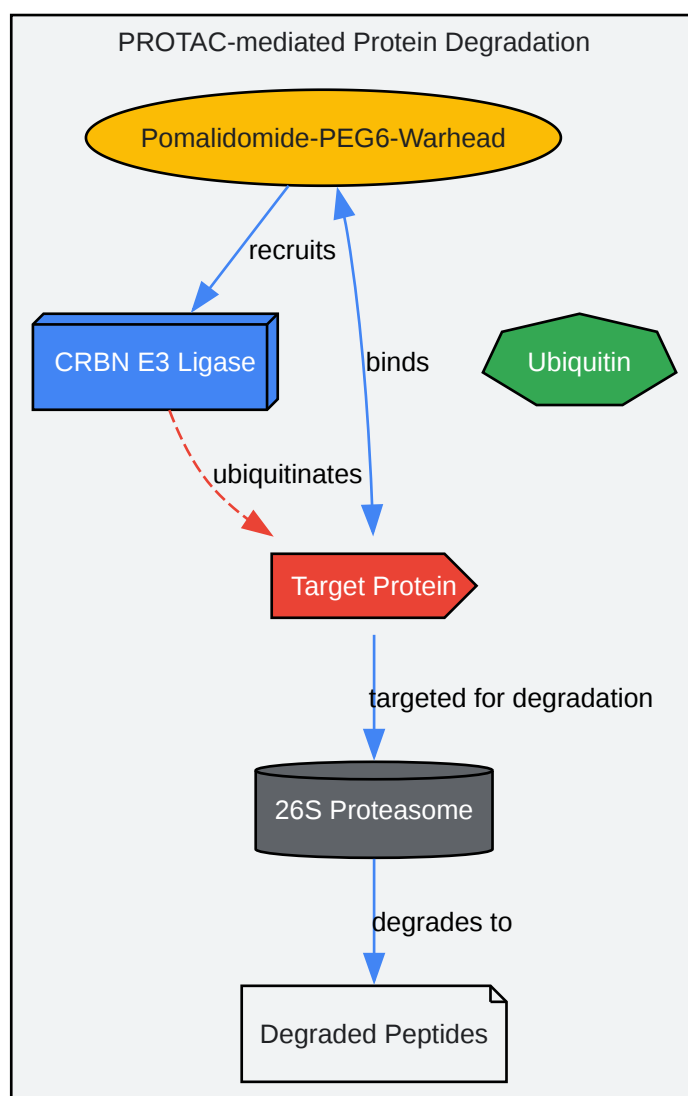 PROTAC-mediated Protein Degradation
Pomalidomide-PEG6-Warhead
recruits
CRBN E3 Ligase
binds
Ubiquitin
ubiquitinates
Target Protein
targeted for degradation
26S Proteasome
degrades to
Degraded Peptides